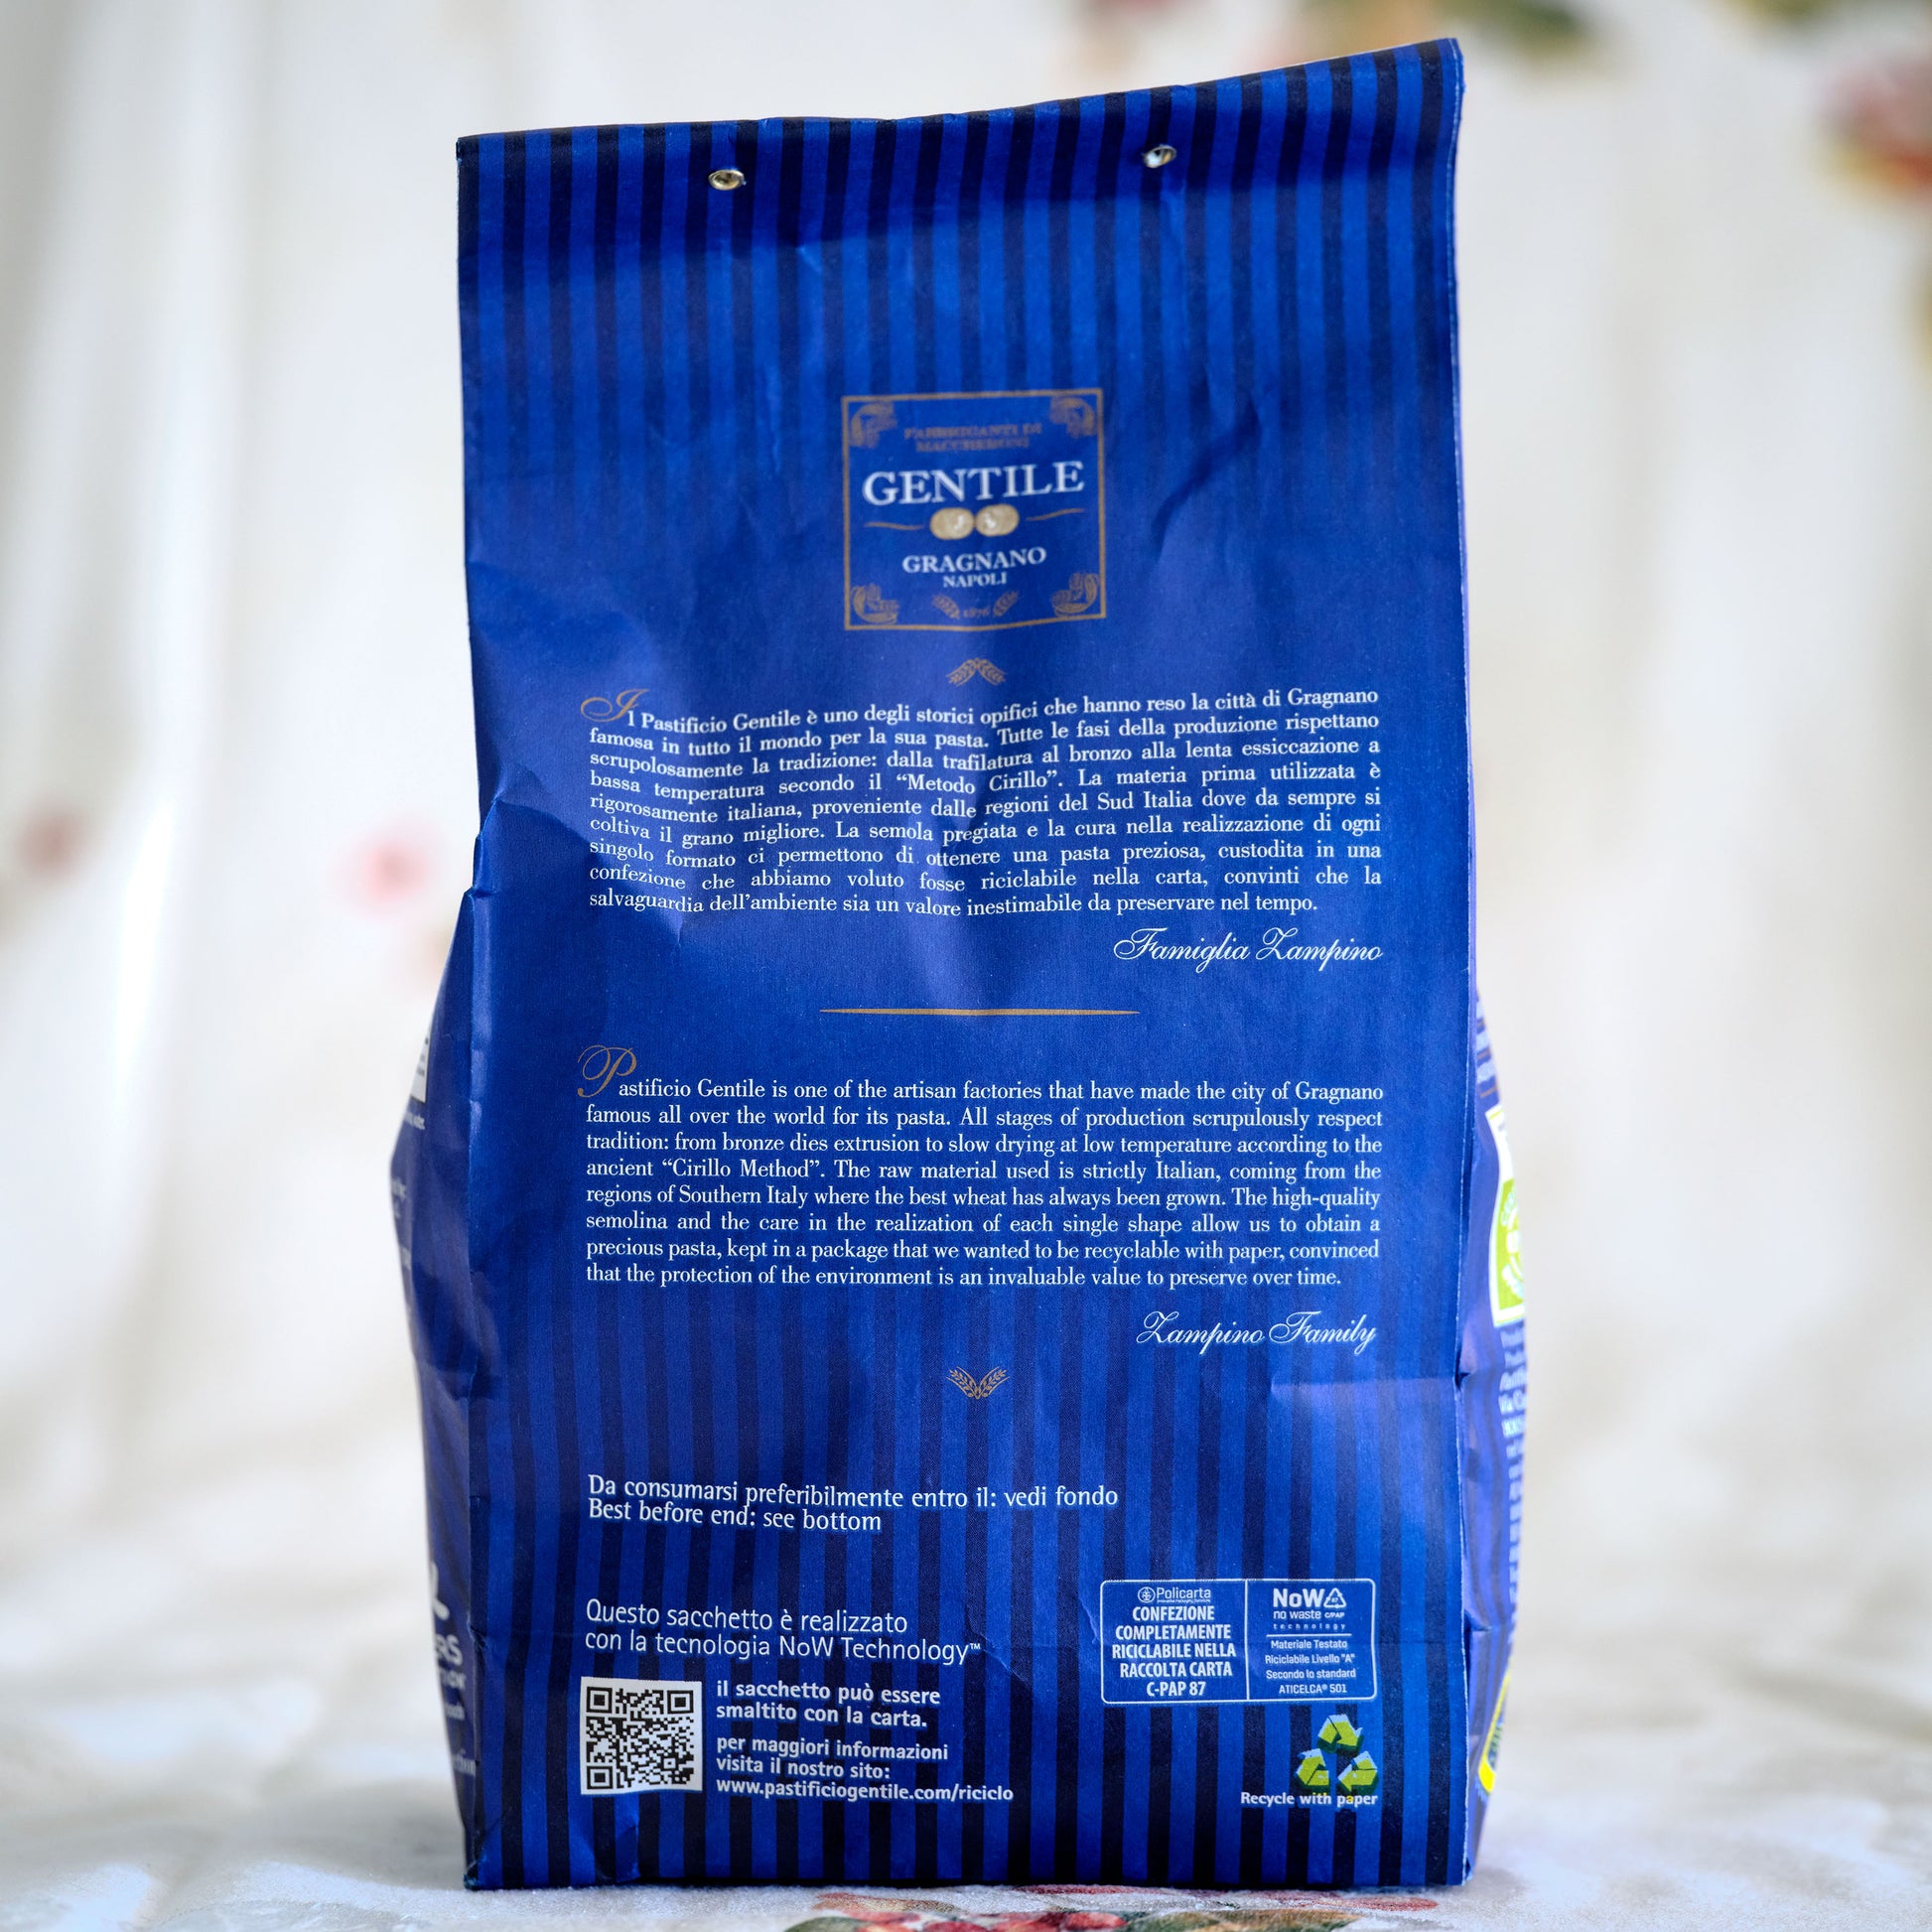 FABBRICANTI DI
MACCHERONI
GENTILE
GRAGNANO
NAPOLI
1876
Il Pastificio Gentile è uno degli storici opifici che hanno reso la città di Gragnano
famosa in tutto il mondo per la sua pasta. Tutte le fasi della produzione rispettano
scrupolosamente la tradizione: dalla trafilatura al bronzo alla lenta essiccazione a
bassa temperatura secondo il “Metodo Cirillo”. La materia prima utilizzata è
rigorosamente italiana, proveniente dalle regioni del Sud Italia dove da sempre si
coltiva il grano migliore. La semola pregiata e la cura nella realizzazione di ogni
singolo formato ci permettono di ottenere una pasta preziosa, custodita in una
confezione che abbiamo voluto fosse riciclabile nella carta, convinti che la
salvaguardia dell’ambiente sia un valore inestimabile da preservare nel tempo.
Famiglia Zampino
Pastificio Gentile is one of the artisan factories that have made the city of Gragnano
famous all over the world for its pasta. All stages of production scrupulously respect
tradition: from bronze dies extrusion to slow drying at low temperature according to the
ancient “Cirillo Method”. The raw material used is strictly Italian, coming from the
regions of Southern Italy where the best wheat has always been grown. The high-quality
semolina and the care in the realization of each single shape allow us to obtain a
precious pasta, kept in a package that we wanted to be recyclable with paper, convinced
that the protection of the environment is an invaluable value to preserve over time.
Zampino Family
Da consumarsi preferibilmente entro il: vedi fondo
Best before end: see bottom
Questo sacchetto è realizzato
con la tecnologia NoW Technology™
il sacchetto può essere
smaltito con la carta.
per maggiori informazioni
visita il nostro sito:
www.pastificiogentile.com/riciclo
Policarta
CONFEZIONE
COMPLETAMENTE
RICICLABILE NELLA
RACCOLTA CARTA
C-PAP 87
NoW
no waste C/PAP
technology
Materiale Testato
Riciclabile Livello "A"
Secondo lo standard
ATICELCA® 501
Recycle with paper